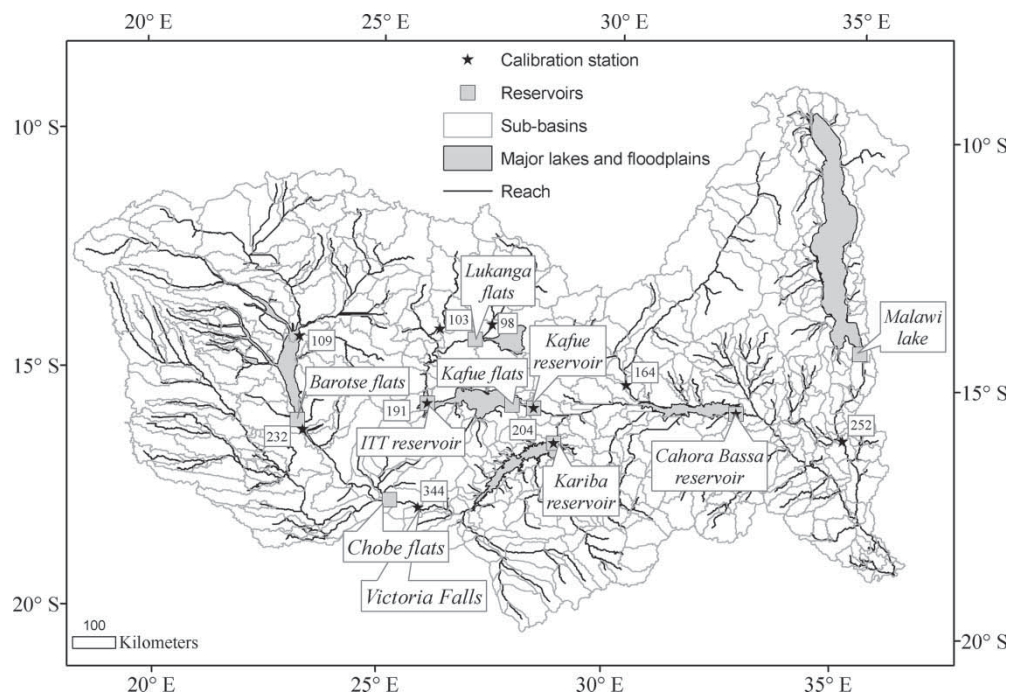 20° E 25° E 30° E 35° E
Calibration station
Reservoirs
Sub-basins
Major lakes and floodplains
Reach
10° S
10° S
Lukanga
flats
103
98
109
Kafue
reservoir
Malawi
lake
15° S
Barotse flats
Kafue flats
164
15° S
191
232
ITT reservoir
204
252
Cahora Bassa
reservoir
Kariba
reservoir
344
Chobe flats
Victoria Falls
20° S
20° S
100
Kilometers
20° E 25° E 30° E 35° E